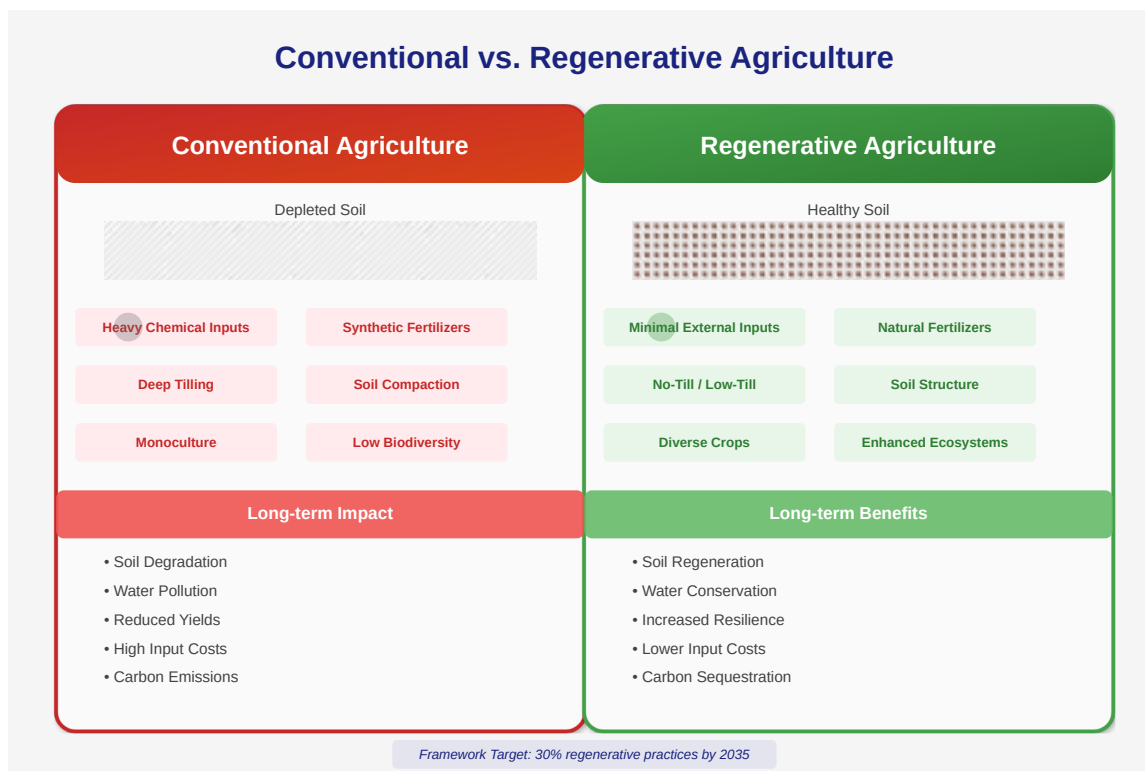 Conventional vs. Regenerative Agriculture
Conventional Agriculture
Depleted Soil
Heavy Chemical Inputs
Synthetic Fertilizers
Deep Tilling
Soil Compaction
Monoculture
Low Biodiversity
Long-term Impact
• Soil Degradation
• Water Pollution
• Reduced Yields
• High Input Costs
• Carbon Emissions
Regenerative Agriculture
Healthy Soil
Minimal External Inputs
Natural Fertilizers
No-Till / Low-Till
Soil Structure
Diverse Crops
Enhanced Ecosystems
Long-term Benefits
• Soil Regeneration
• Water Conservation
• Increased Resilience
• Lower Input Costs
• Carbon Sequestration
Framework Target: 30% regenerative practices by 2035